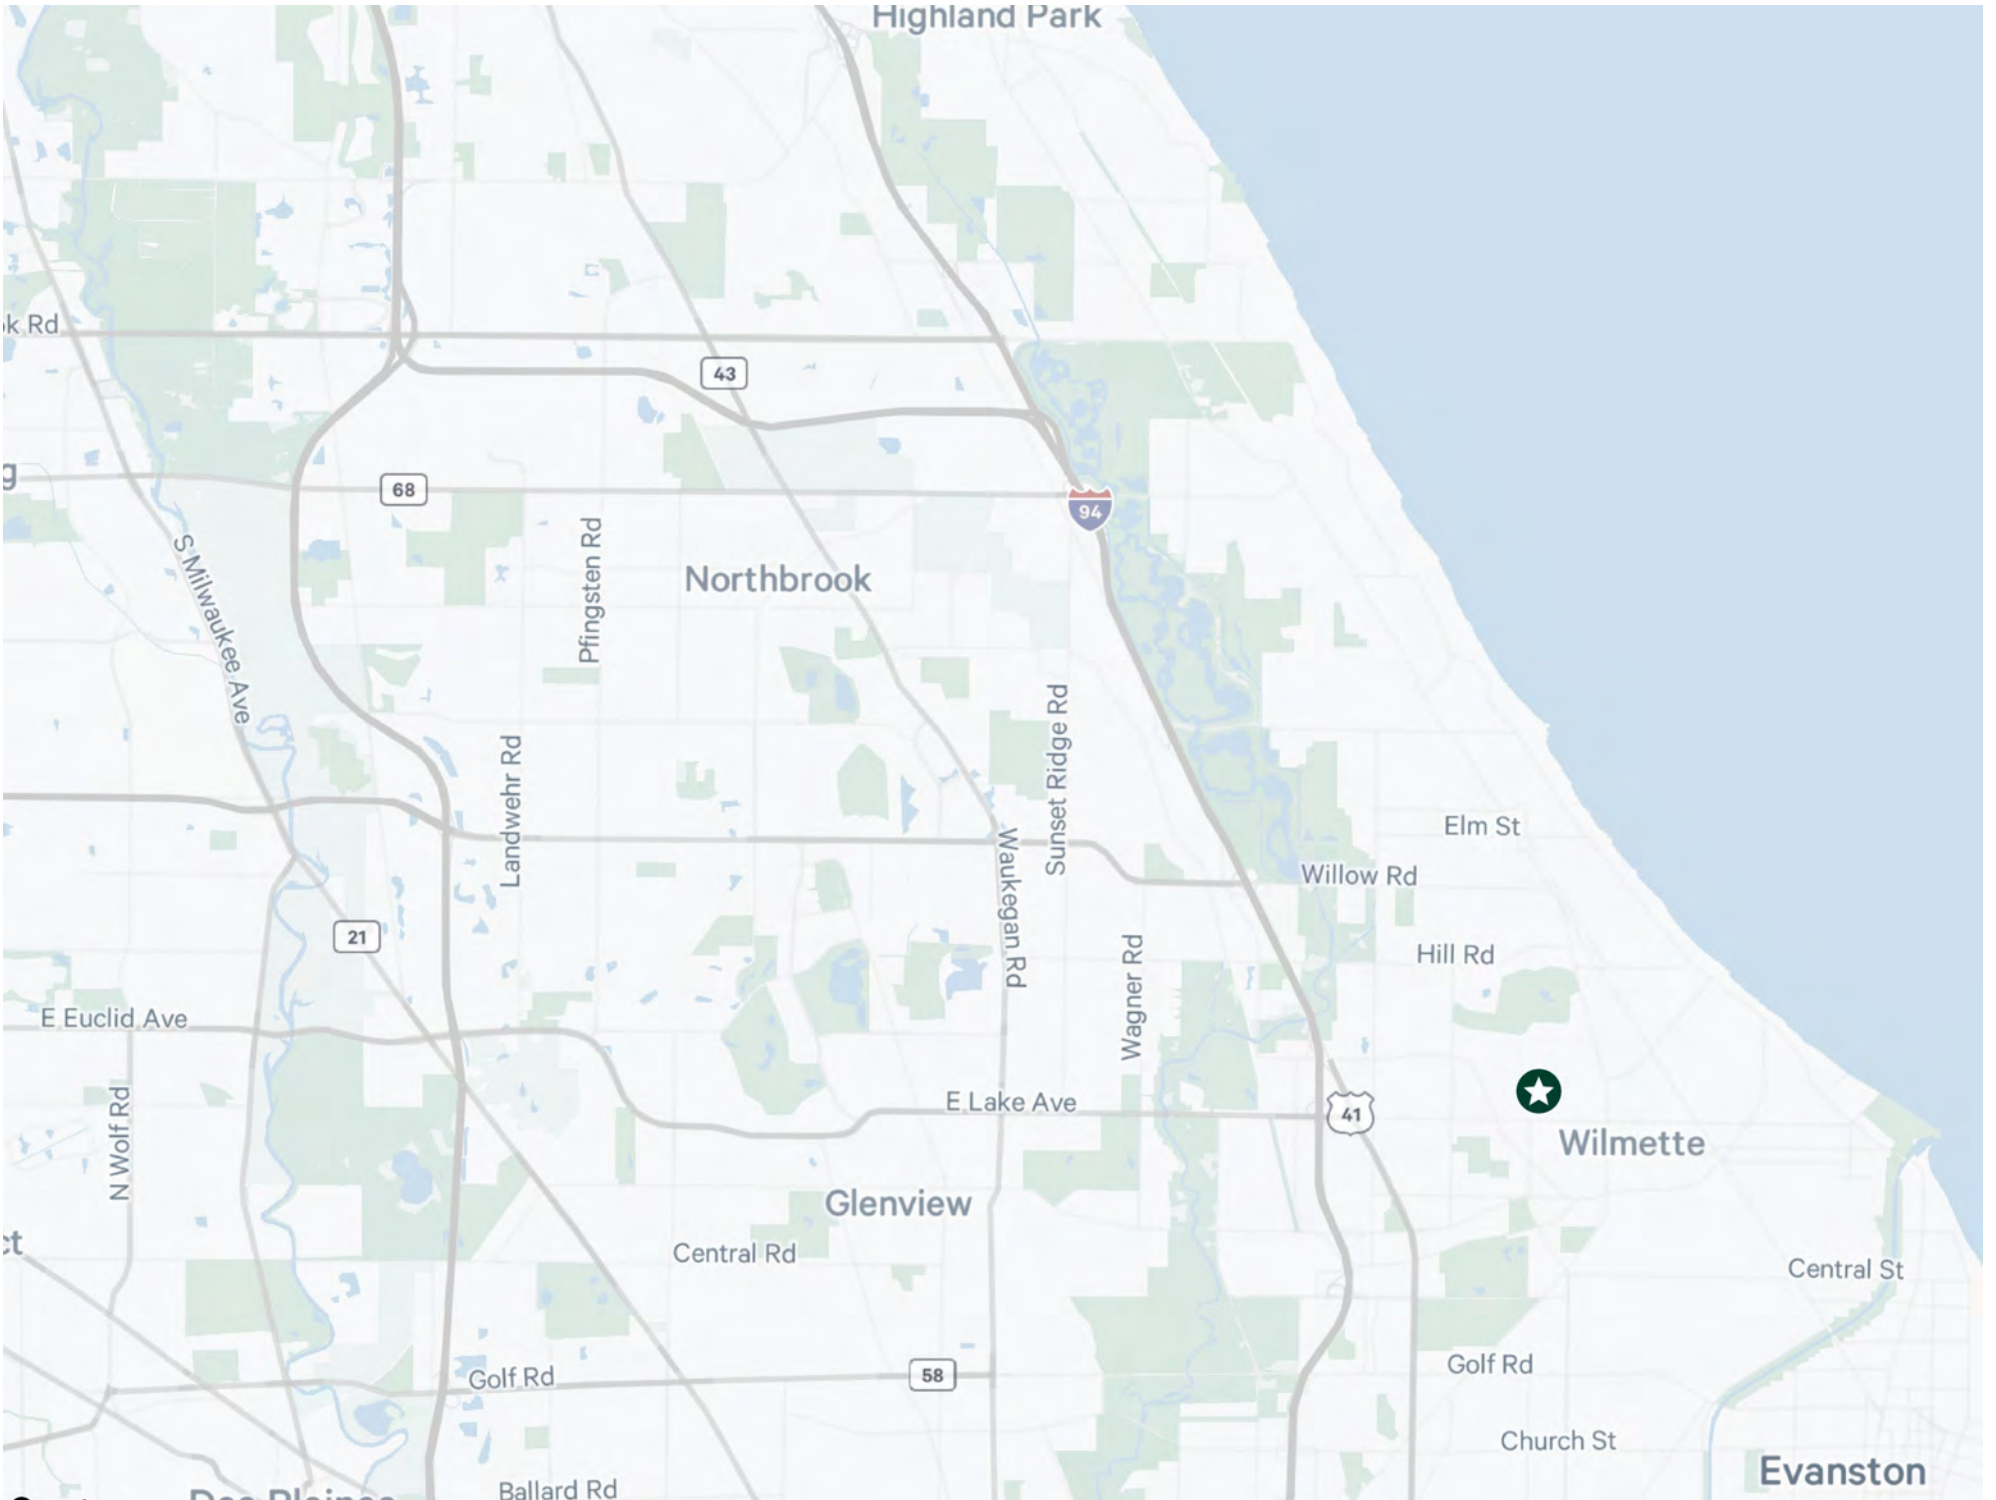 Highland Park
k Rd
43
68
94
g
S Milwaukee Ave
Pfingsten Rd
Northbrook
Landwehr Rd
Sunset Ridge Rd
Elm St
Waukegan Rd
Willow Rd
21
Hill Rd
Wagner Rd
E Euclid Ave
N Wolf Rd
E Lake Ave
41
Wilmette
Glenview
ct
Central Rd
Central St
Golf Rd
58
Golf Rd
Church St
Evanston
Ballard Rd